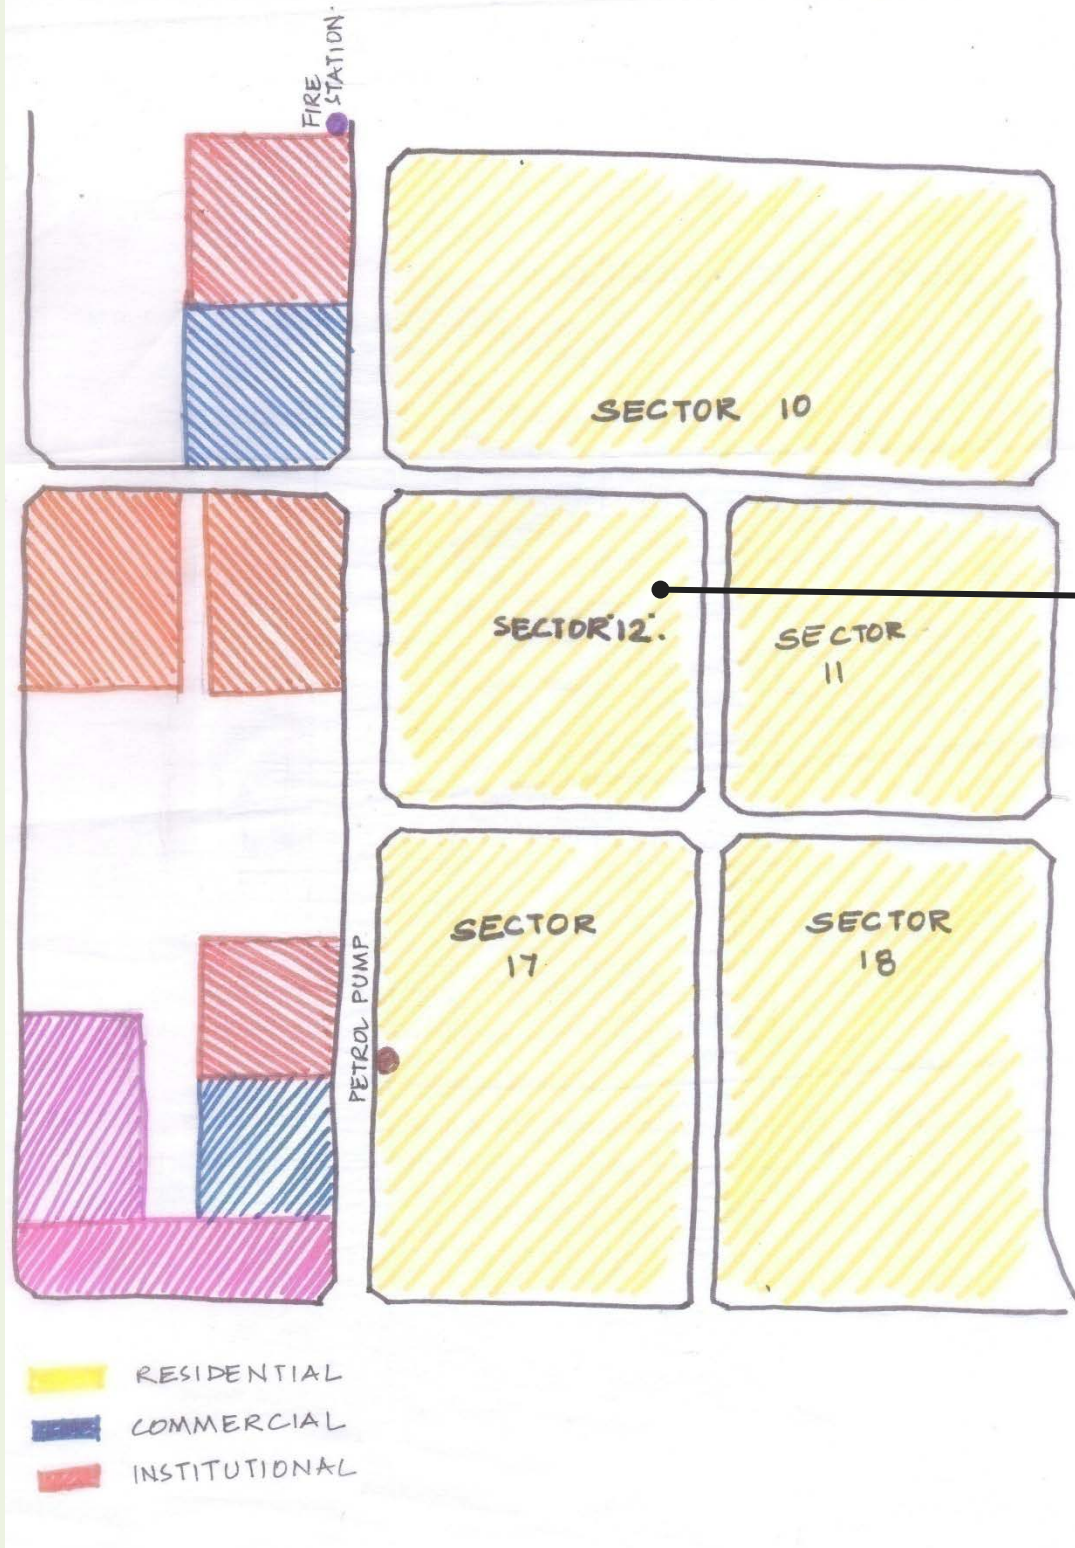 FIRE
STATION.
SECTOR 10
SECTOR"12".
SECTOR
11
SECTOR
17
SECTOR
18
PETROL PUMP
RESIDENTIAL
COMMERCIAL
INSTITUTIONAL